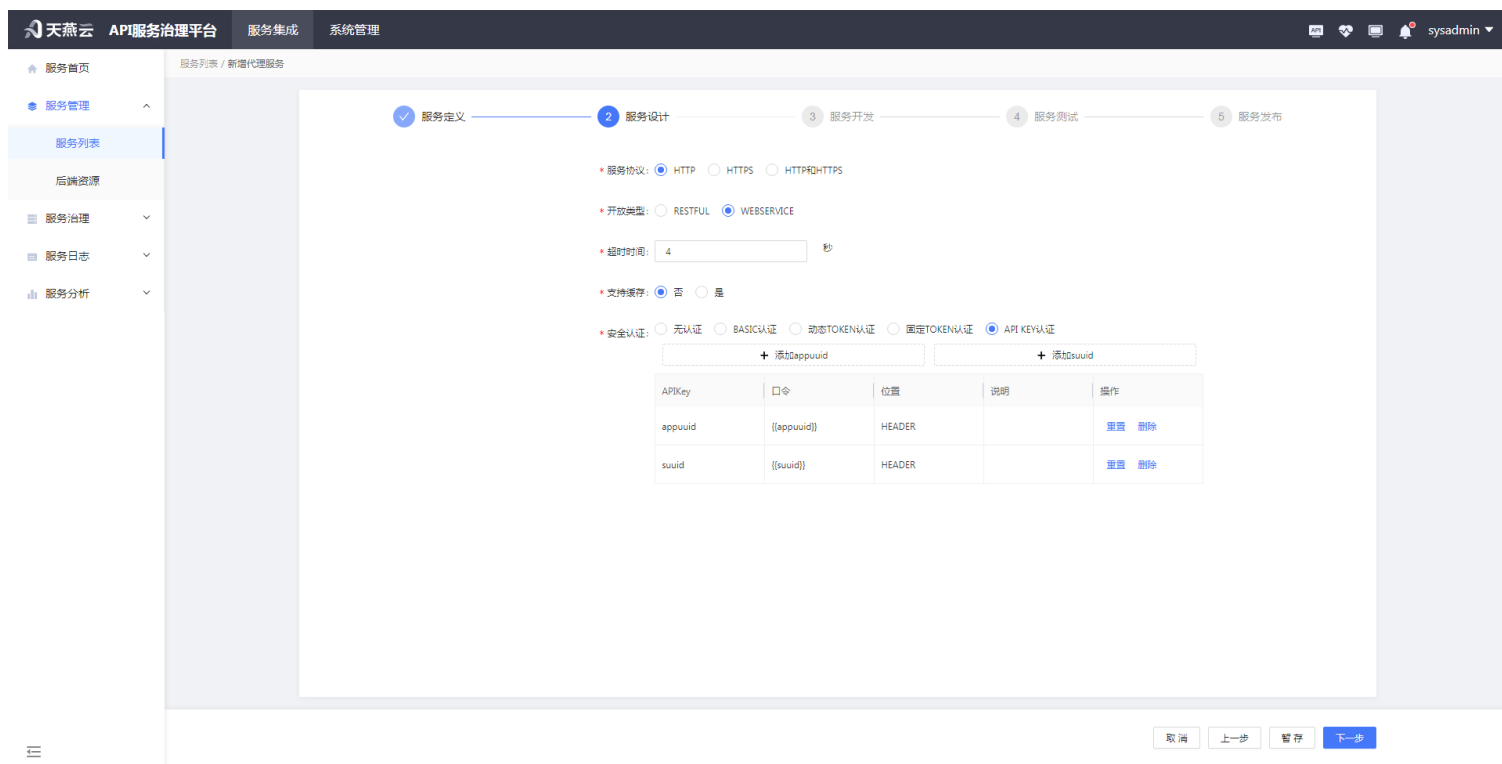 天燕云 API服务治理平台 服务集成 系统管理 API sysadmin
服务首页
服务管理
服务列表
后端资源
服务治理
服务日志
服务分析
服务列表 / 新增代理服务
服务定义 2 服务设计 3 服务开发 4 服务测试 5 服务发布
* 服务协议: HTTP HTTPS HTTP和HTTPS
* 开放类型: RESTFUL WEBSERVICE
* 超时时间: 4 秒
* 支持缓存: 否 是
* 安全认证: 无认证 BASIC认证 动态TOKEN认证 固定TOKEN认证 API KEY认证
+ 添加appuuid + 添加suuid
APIKey 口令 位置 说明 操作
appuuid {{appuuid}} HEADER 重置 删除
suuid {{suuid}} HEADER 重置 删除
取消 上一步 暂存 下一步